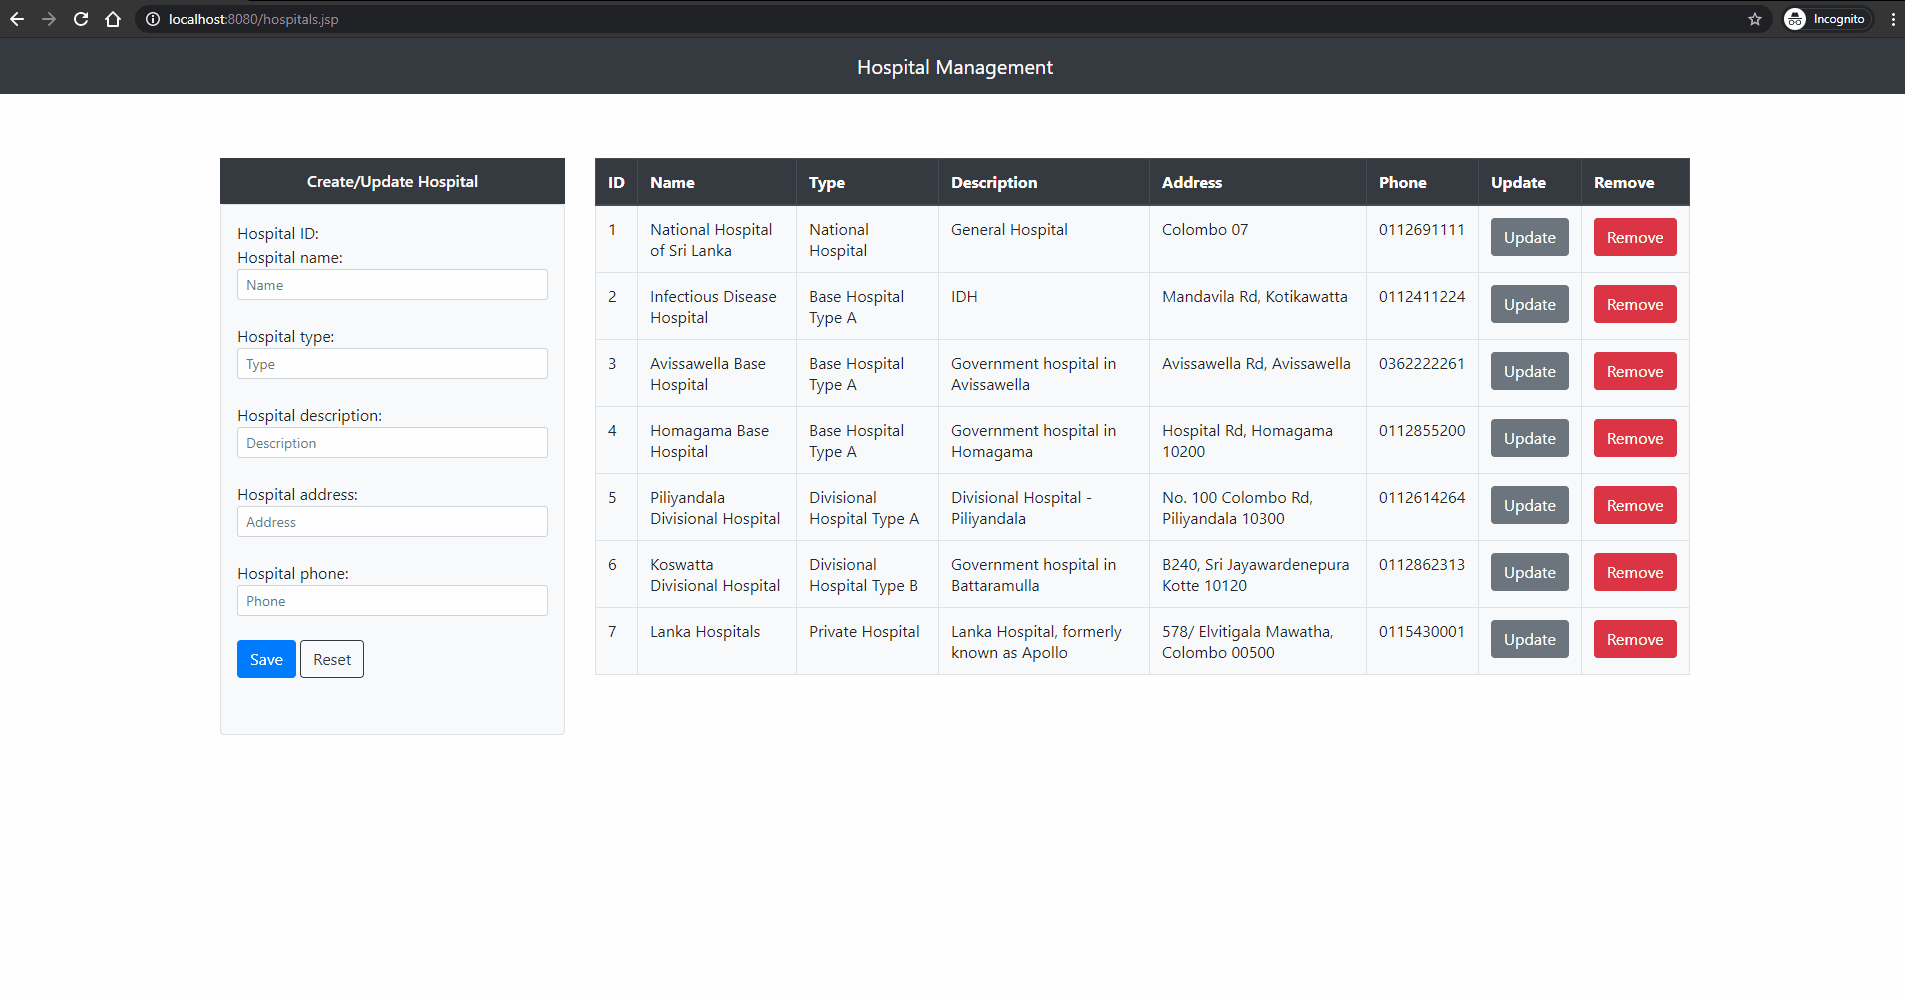 localhost:8080/hospitals.jsp
Incognito
Hospital Management
Create/Update Hospital
Hospital ID:
Hospital name:
Name
Hospital type:
Type
Hospital description:
Description
Hospital address:
Address
Hospital phone:
Phone
Save Reset
ID Name Type Description Address Phone Update Remove
1 National Hospital National General Hospital Colombo 07 0112691111 Update Remove
of Sri Lanka Hospital
2 Infectious Disease Base Hospital IDH Mandavila Rd, Kotikawatta 0112411224 Update Remove
Hospital Type A
3 Avissawella Base Base Hospital Government hospital in Avissawella Rd, Avissawella 0362222261 Update Remove
Hospital Type A Avissawella
4 Homagama Base Base Hospital Government hospital in Hospital Rd, Homagama 0112855200 Update Remove
Hospital Type A Homagama 10200
5 Piliyandala Divisional Divisional Hospital - No. 100 Colombo Rd, 0112614264 Update Remove
Divisional Hospital Hospital Type A Piliyandala Piliyandala 10300
6 Koswatta Divisional Government hospital in B240, Sri Jayawardenepura 0112862313 Update Remove
Divisional Hospital Hospital Type B Battaramulla Kotte 10120
7 Lanka Hospitals Private Hospital Lanka Hospital, formerly 578/ Elvitigala Mawatha, 0115430001 Update Remove
known as Apollo Colombo 00500